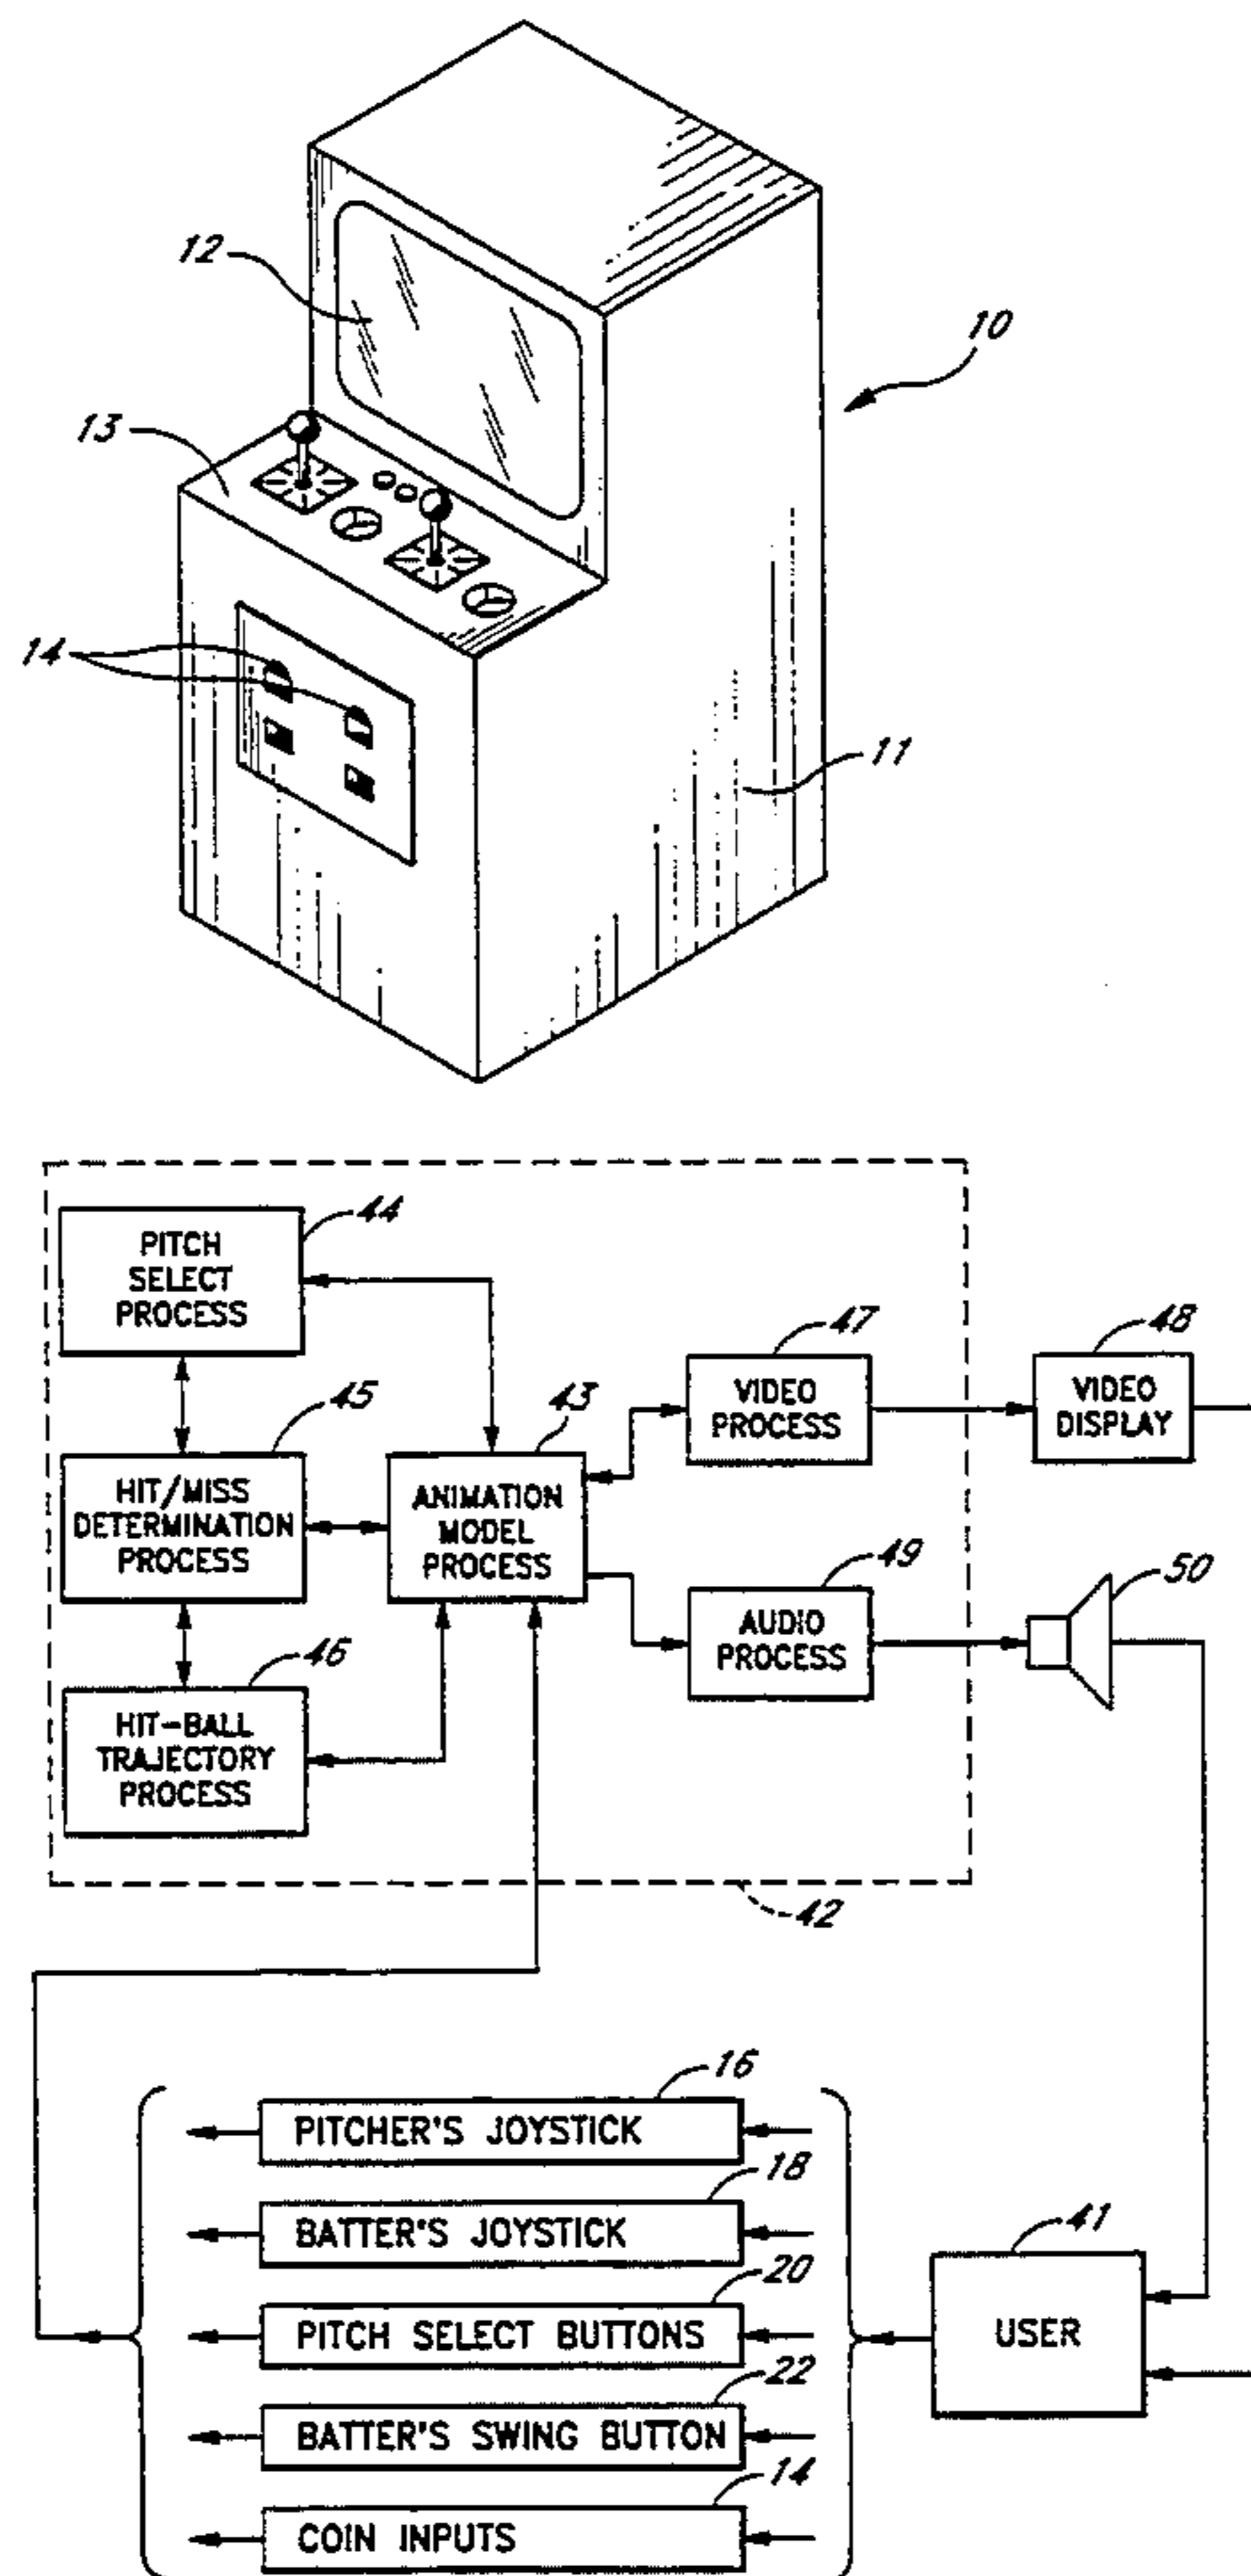 12
10
13
14
11
44
PITCH
SELECT
PROCESS
47
VIDEO
PROCESS
48
VIDEO
DISPLAY
45
HIT/MISS
DETERMINATION
PROCESS
43
ANIMATION
MODEL
PROCESS
49
AUDIO
PROCESS
50
46
HIT-BALL
TRAJECTORY
PROCESS
42
16
PITCHER'S JOYSTICK
18
BATTER'S JOYSTICK
41
USER
20
PITCH SELECT BUTTONS
22
BATTER'S SWING BUTTON
14
COIN INPUTS